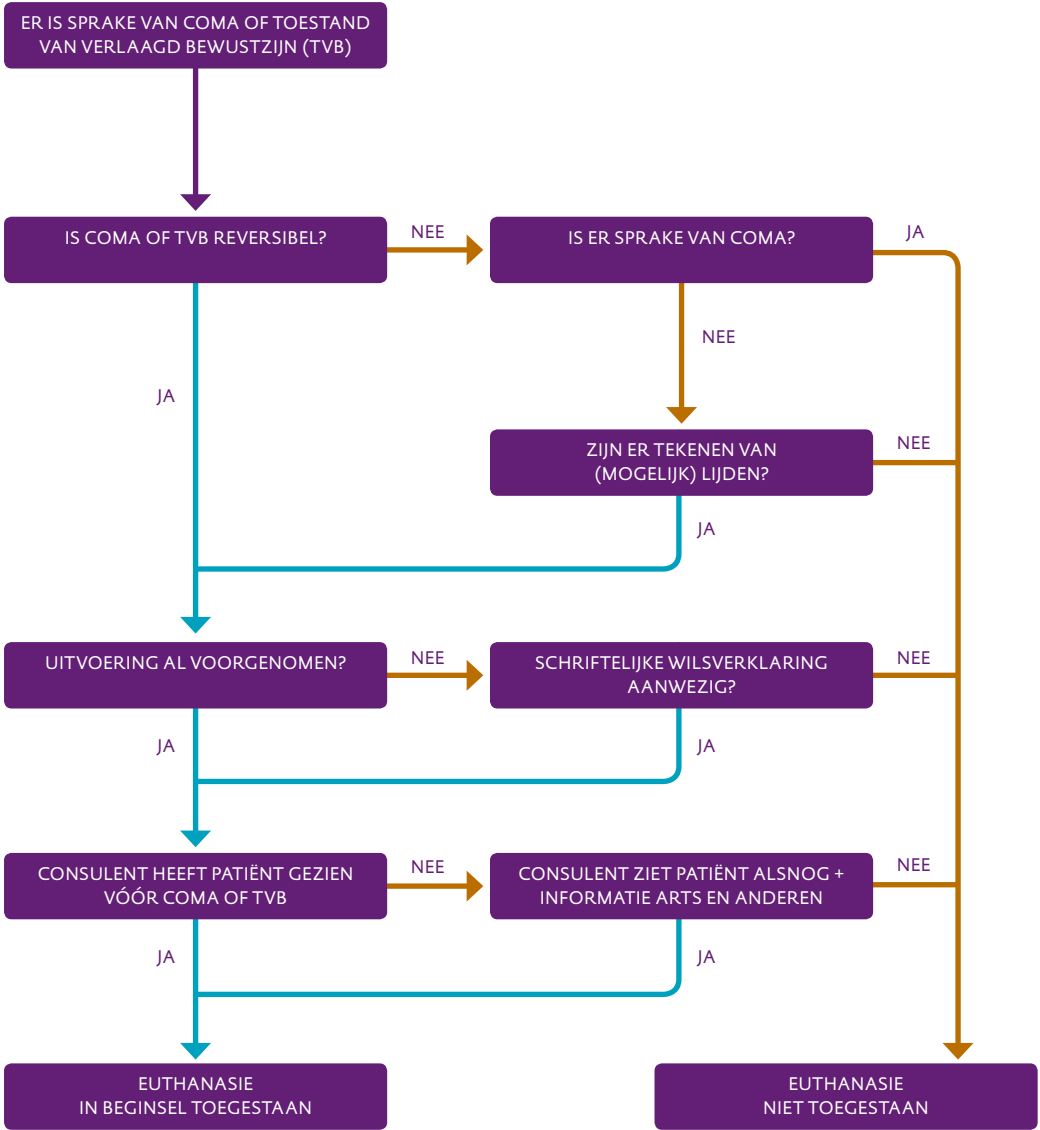 ER IS SPRAKE VAN COMA OF TOESTAND
VAN VERLAAGD BEWUSTZIJN (TVB)
IS COMA OF TVB REVERSIBEL?
NEE
IS ER SPRAKE VAN COMA?
JA
NEE
JA
ZIJN ER TEKENEN VAN
(MOGELIJK) LIJDEN?
NEE
JA
UITVOERING AL VOORGENOMEN?
NEE
SCHRIFTELIJKE WILSVERKLARING
AANWEZIG?
NEE
JA
JA
CONSULENT HEEFT PATIËNT GEZIEN
VÓÓR COMA OF TVB
NEE
CONSULENT ZIET PATIËNT ALSNOG +
INFORMATIE ARTS EN ANDEREN
NEE
JA
JA
EUTHANASIE
IN BEGINSEL TOEGESTAAN
EUTHANASIE
NIET TOEGESTAAN